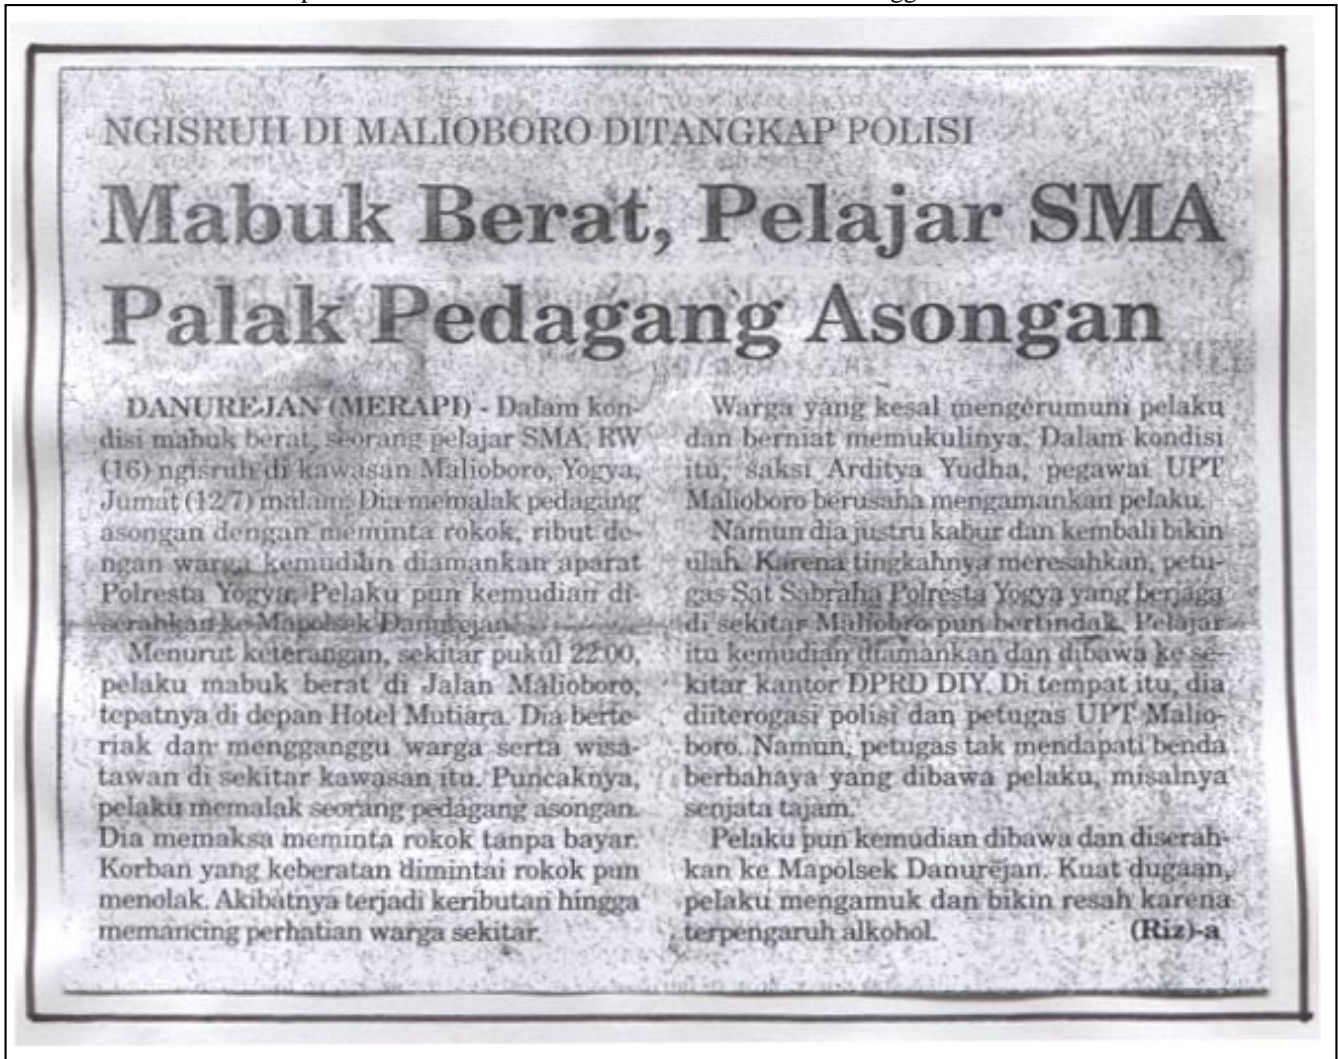 NGISRUH DI MALIOBORO DITANGKAP POLISI
Mabuk Berat, Pelajar SMA
Palak Pedagang Asongan
DANUREJAN (MERAPI) - Dalam kon-
disi mabuk berat, seorang pelajar SMA, RW
(16) ngisruh di kawasan Malioboro, Yogya,
Jumat (12/7) malam. Dia memalak pedagang
asongan dengan meminta rokok, ribut de-
ngan warga kemudian diamankan aparat
Polresta Yogya. Pelaku pun kemudian di-
serahkan ke Mapolsek Danurejan.
Menurut keterangan, sekitar pukul 22.00,
pelaku mabuk berat di Jalan Malioboro,
tepatnya di depan Hotel Mutiara. Dia berte-
riak dan mengganggu warga serta wisa-
tawan di sekitar kawasan itu. Puncaknya,
pelaku memalak seorang pedagang asongan.
Dia memaksa meminta rokok tanpa bayar.
Korban yang keberatan dimintai rokok pun
menolak. Akibatnya terjadi keributan hingga
memancing perhatian warga sekitar.
Warga yang kesal mengerumuni pelaku
dan berniat memukulinya. Dalam kondisi
itu, saksi Arditya Yudha, pegawai UPT
Malioboro berusaha mengamankan pelaku.
Namun dia justru kabur dan kembali bikin
ulah. Karena tingkahnya meresahkan, petu-
gas Sat Sabraha Polresta Yogya yang berjaga
di sekitar Maliobro pun bertindak. Pelajar
itu kemudian diamankan dan dibawa ke se-
kitar kantor DPRD DIY. Di tempat itu, dia
diiterogasi polisi dan petugas UPT Malio-
boro. Namun, petugas tak mendapati benda
berbahaya yang dibawa pelaku, misalnya
senjata tajam.
Pelaku pun kemudian dibawa dan diserah-
kan ke Mapolsek Danurejan. Kuat dugaan,
pelaku mengamuk dan bikin resah karena
terpengaruh alkohol. (Riz)-a